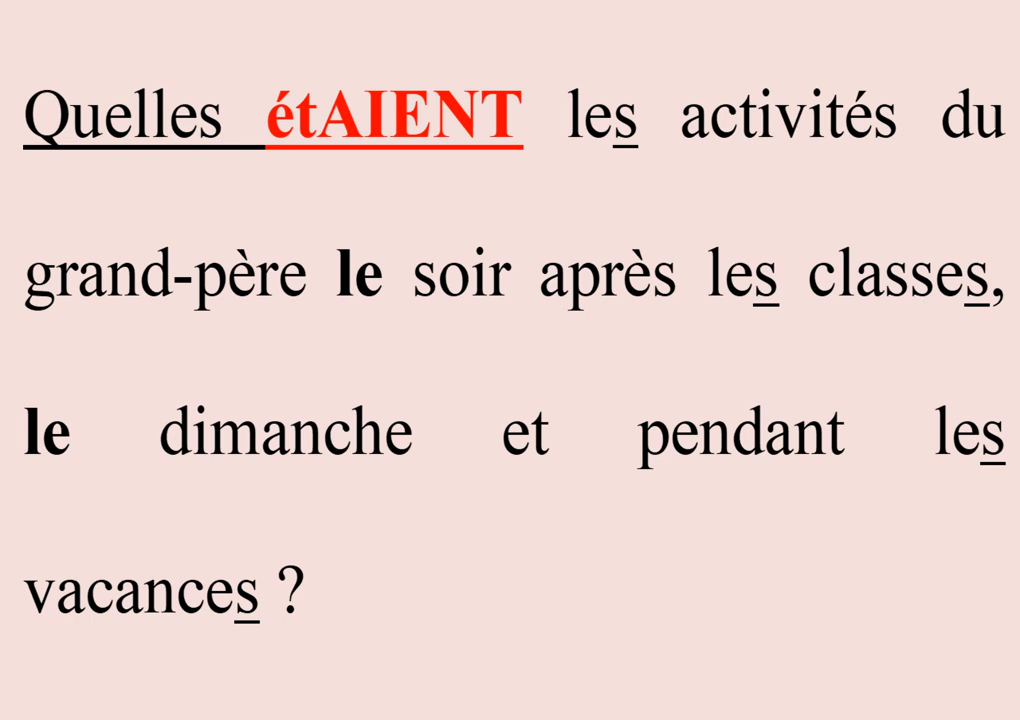 Quelles étAIENT les activités du
grand-père le soir après les classes,
le dimanche et pendant les
vacances ?